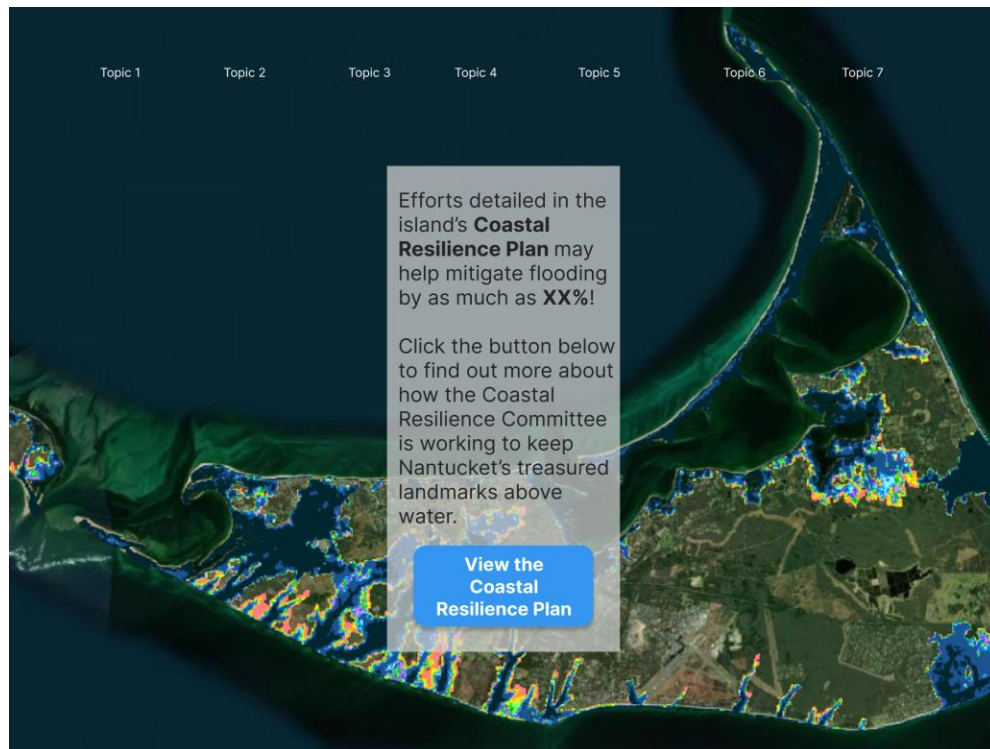 Topic 1 Topic 2 Topic 3 Topic 4 Topic 5 Topic 6 Topic 7
Efforts detailed in the
island’s Coastal
Resilience Plan may
help mitigate flooding
by as much as XX%!
Click the button below
to find out more about
how the Coastal
Resilience Committee
is working to keep
Nantucket’s treasured
landmarks above
water.
View the
Coastal
Resilience Plan